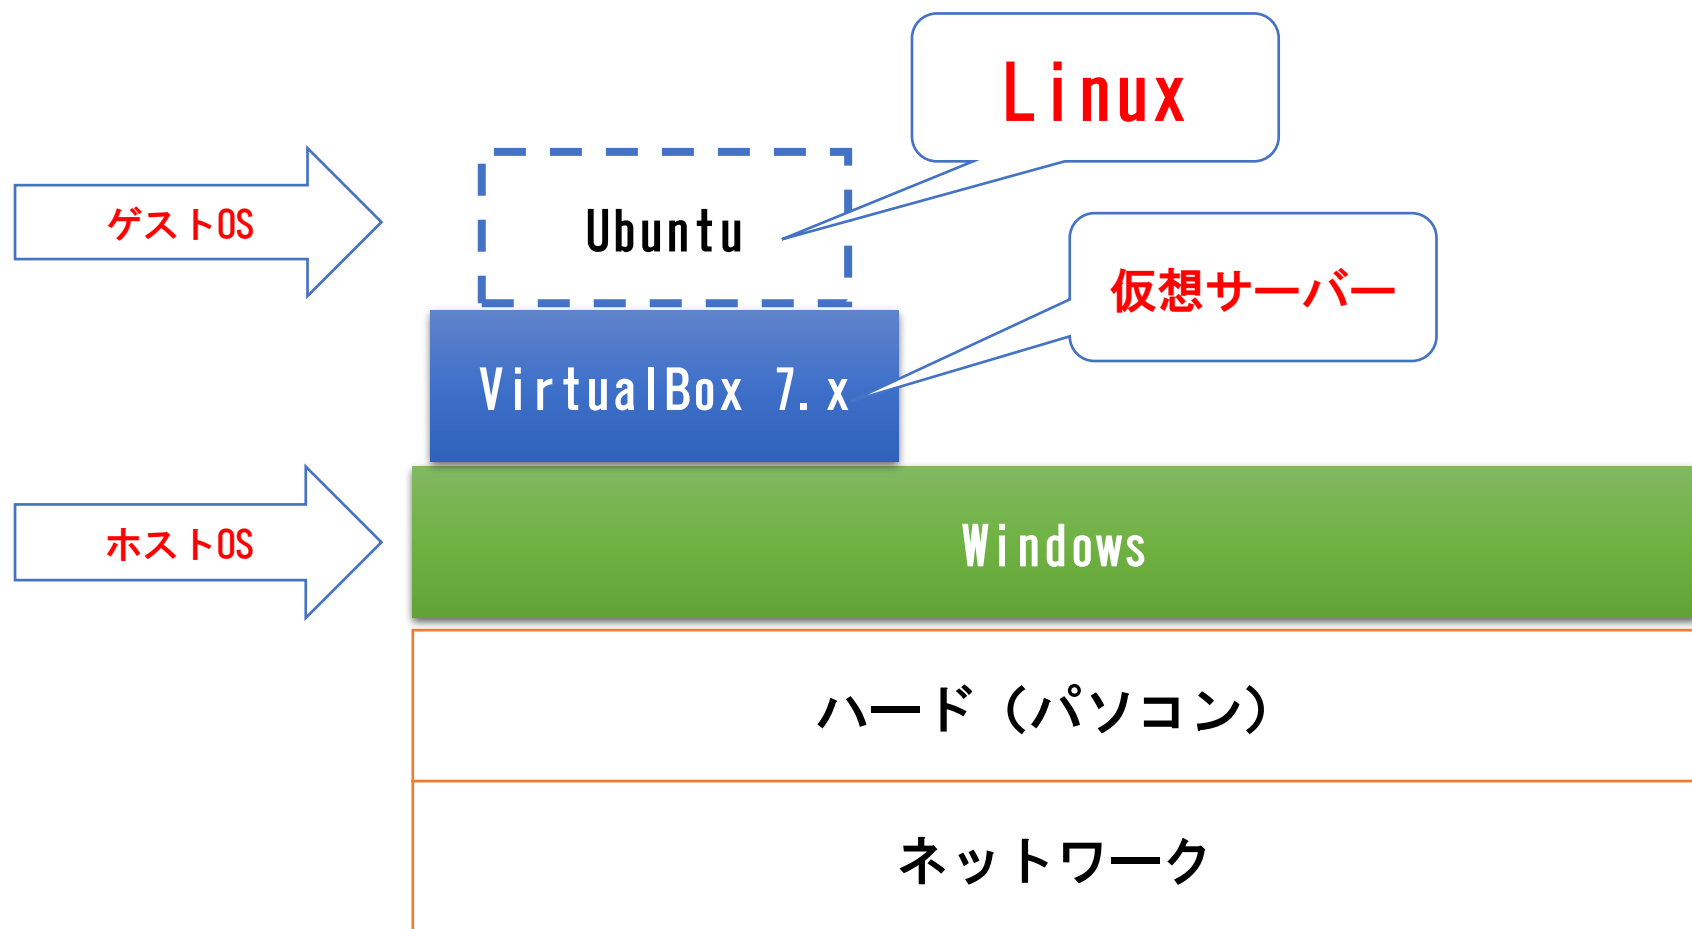 Linux
ゲストOS
Ubuntu
仮想サーバー
VirtualBox 7.x
ホストOS
Windows
ハード（パソコン）
ネットワーク